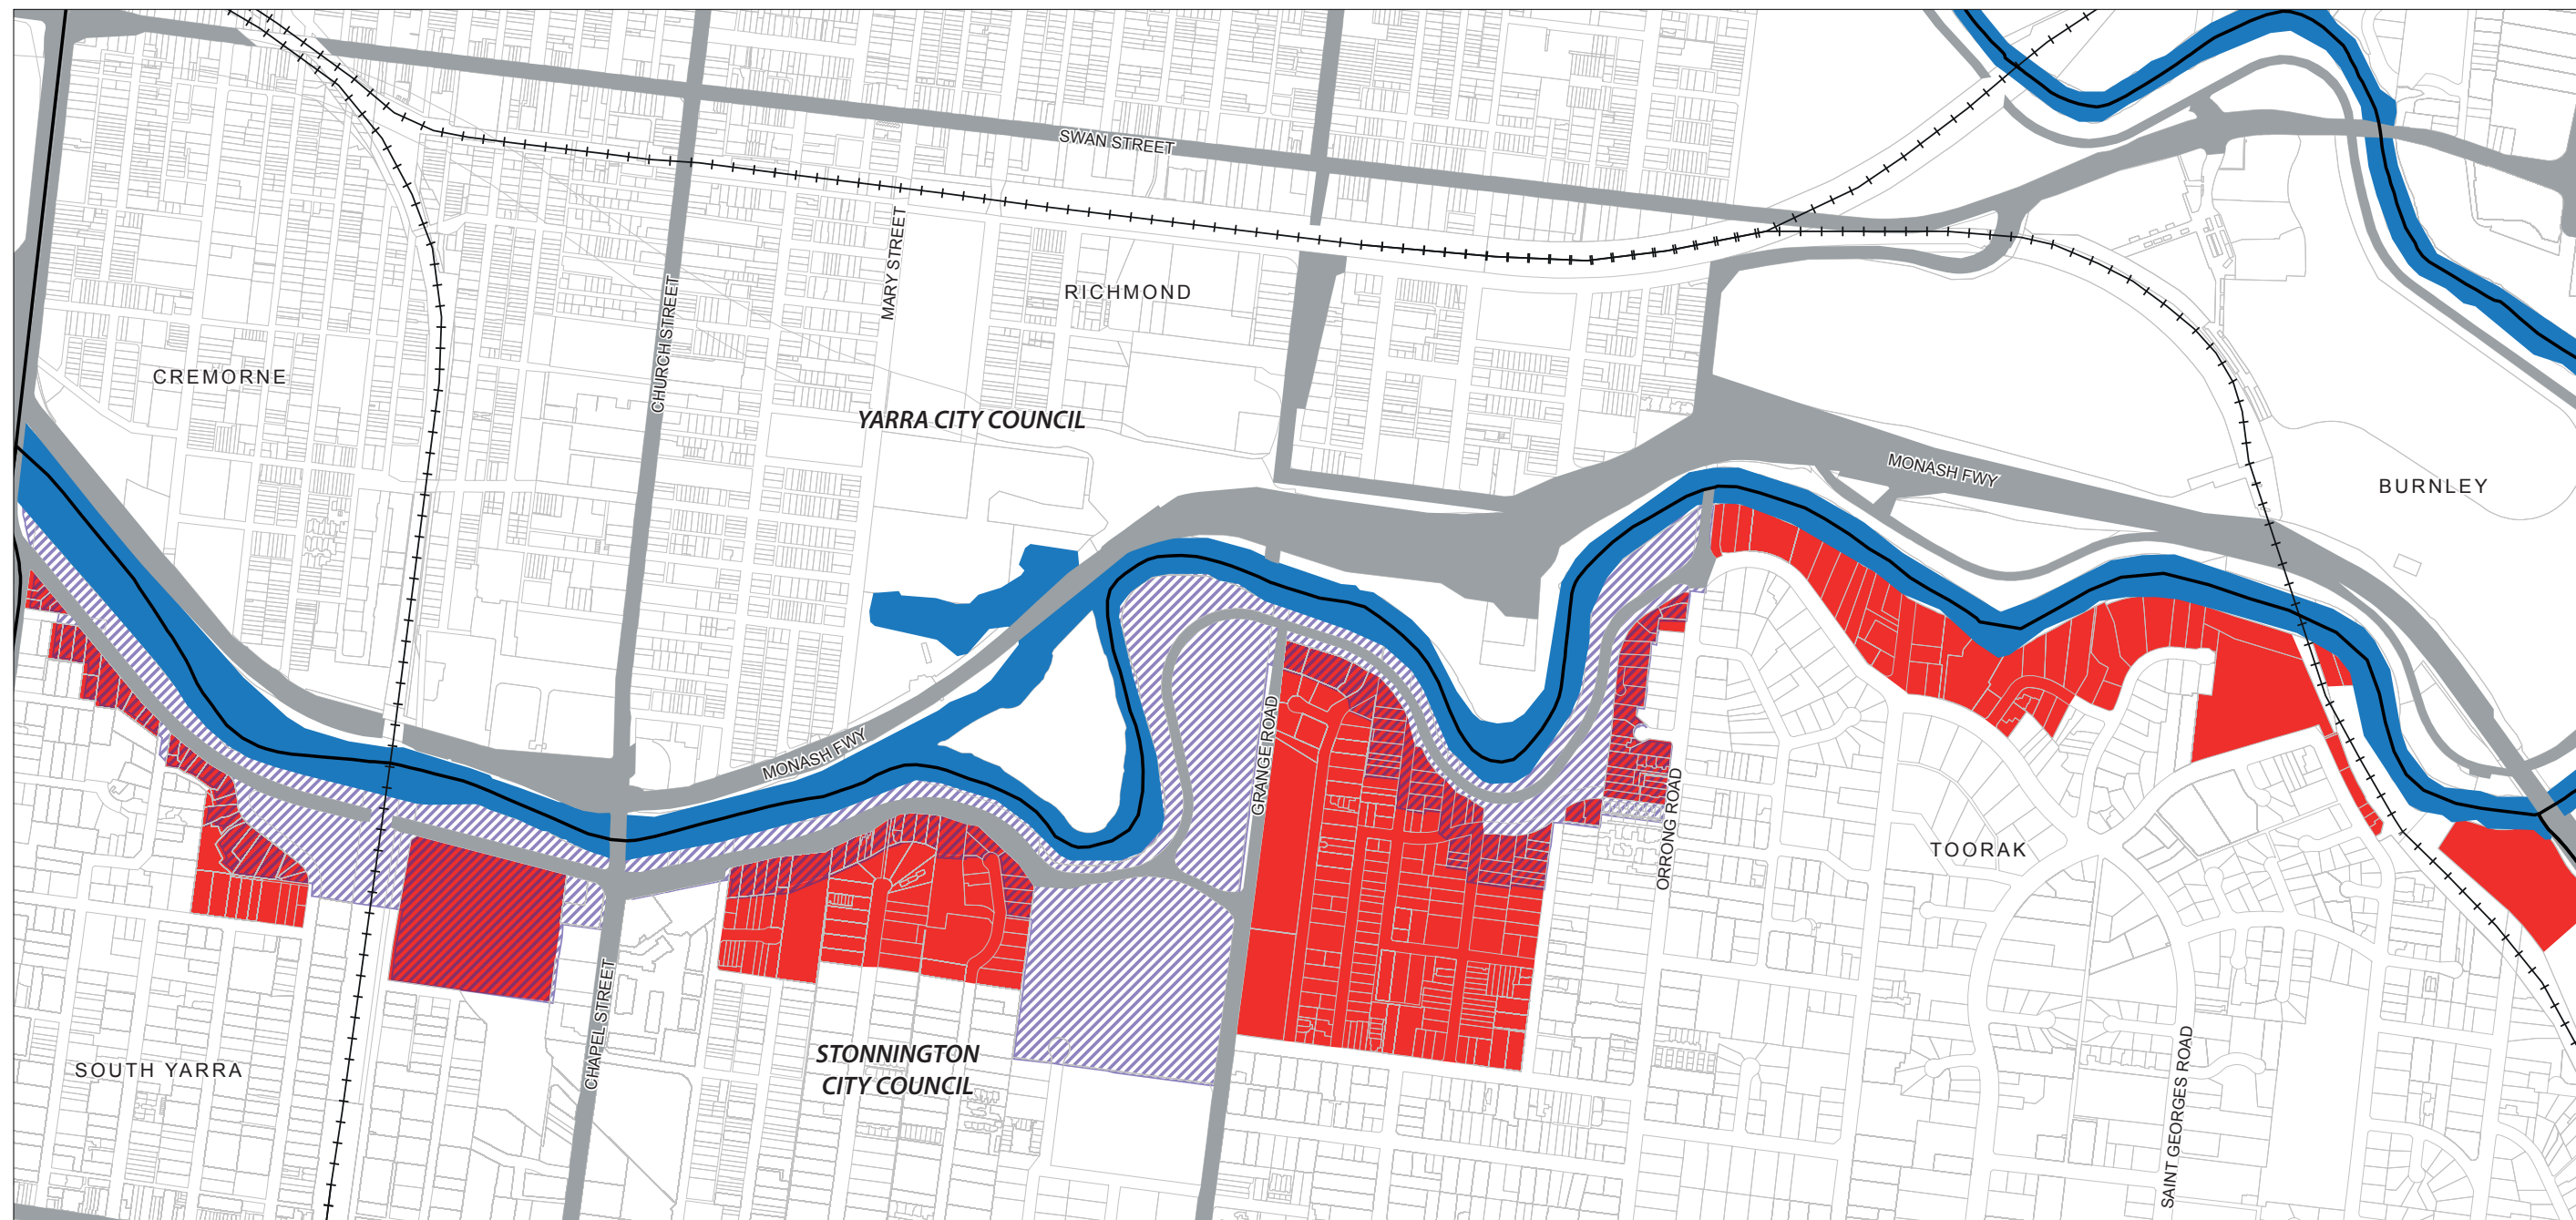 SWAN STREET
MARY STREET
RICHMOND
CHURCH STREET
CREMORNE
YARRA CITY COUNCIL
MONASH FWY
BURNLEY
GRANGE ROAD
MONASH FWY
ORRONG ROAD
TOORAK
CHAPEL STREET
STONNINGTON
CITY COUNCIL
SOUTH YARRA
SAINT GEORGES ROAD